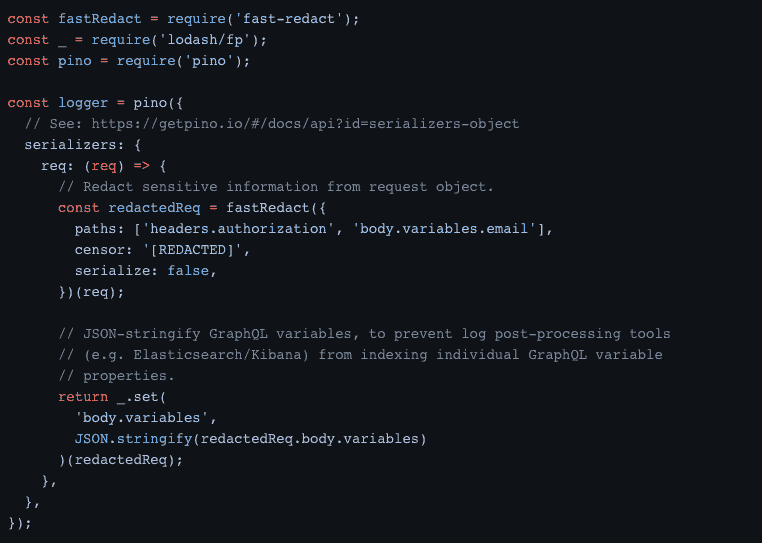 const fastRedact = require('fast-redact');
const _ = require('lodash/fp');
const pino = require('pino');

const logger = pino({
  // See: https://getpino.io/#/docs/api?id=serializers-object
  serializers: {
    req: (req) => {
      // Redact sensitive information from request object.
      const redactedReq = fastRedact({
        paths: ['headers.authorization', 'body.variables.email'],
        censor: '[REDACTED]',
        serialize: false,
      })(req);

      // JSON-stringify GraphQL variables, to prevent log post-processing tools
      // (e.g. Elasticsearch/Kibana) from indexing individual GraphQL variable
      // properties.
      return _.set(
        'body.variables',
        JSON.stringify(redactedReq.body.variables)
      )(redactedReq);
    },
  },
});